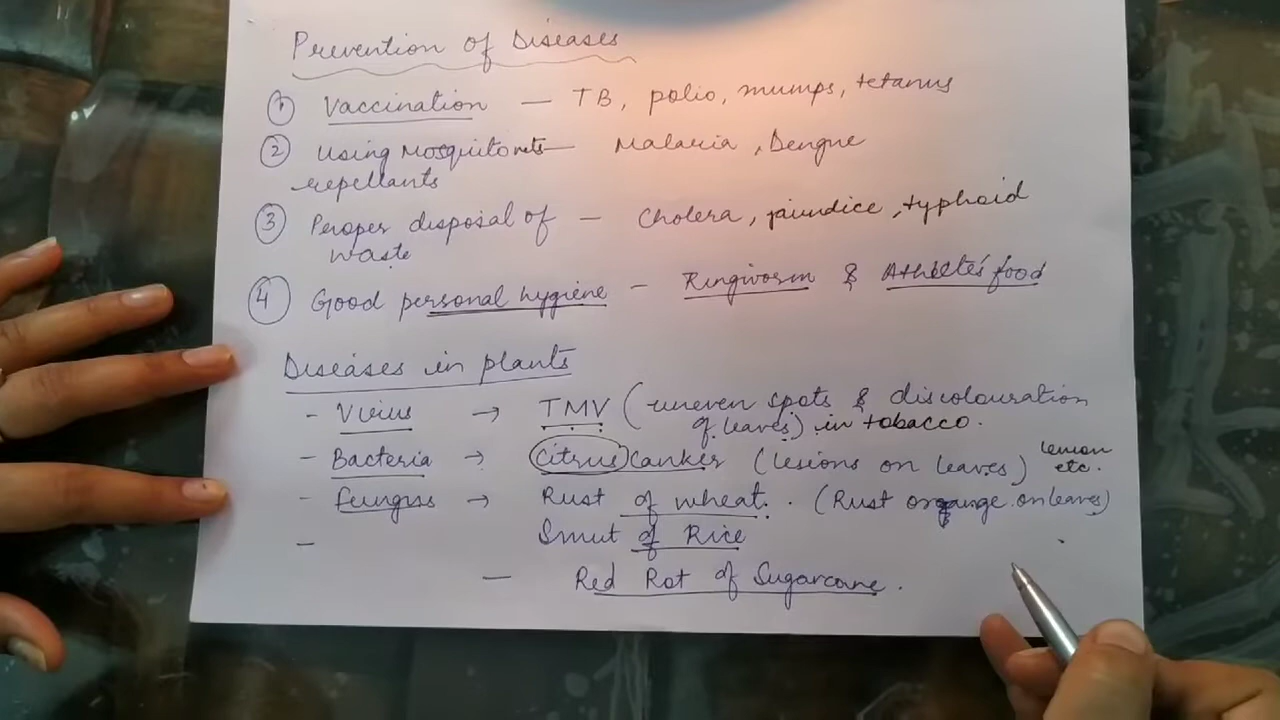 Prevention of Diseases
① Vaccination — TB, polio, mumps, tetanus
② Using Mosquito nets — Malaria, Dengue
repellants
③ Peroper disposal of — Cholera, jaundice, typhoid
waste
④ Good personal hygiene — Ringworm & Athlete's food
Diseases in plants
- Virus → TMV (uneven spots & discolouration
of leaves) in tobacco.
- Bacteria → Citrus Canker (lesions on leaves) lemon
etc.
- Fungus → Rust of wheat. (Rust orange on leaves)
— Smut of Rice
— Red Rot of Sugarcane.